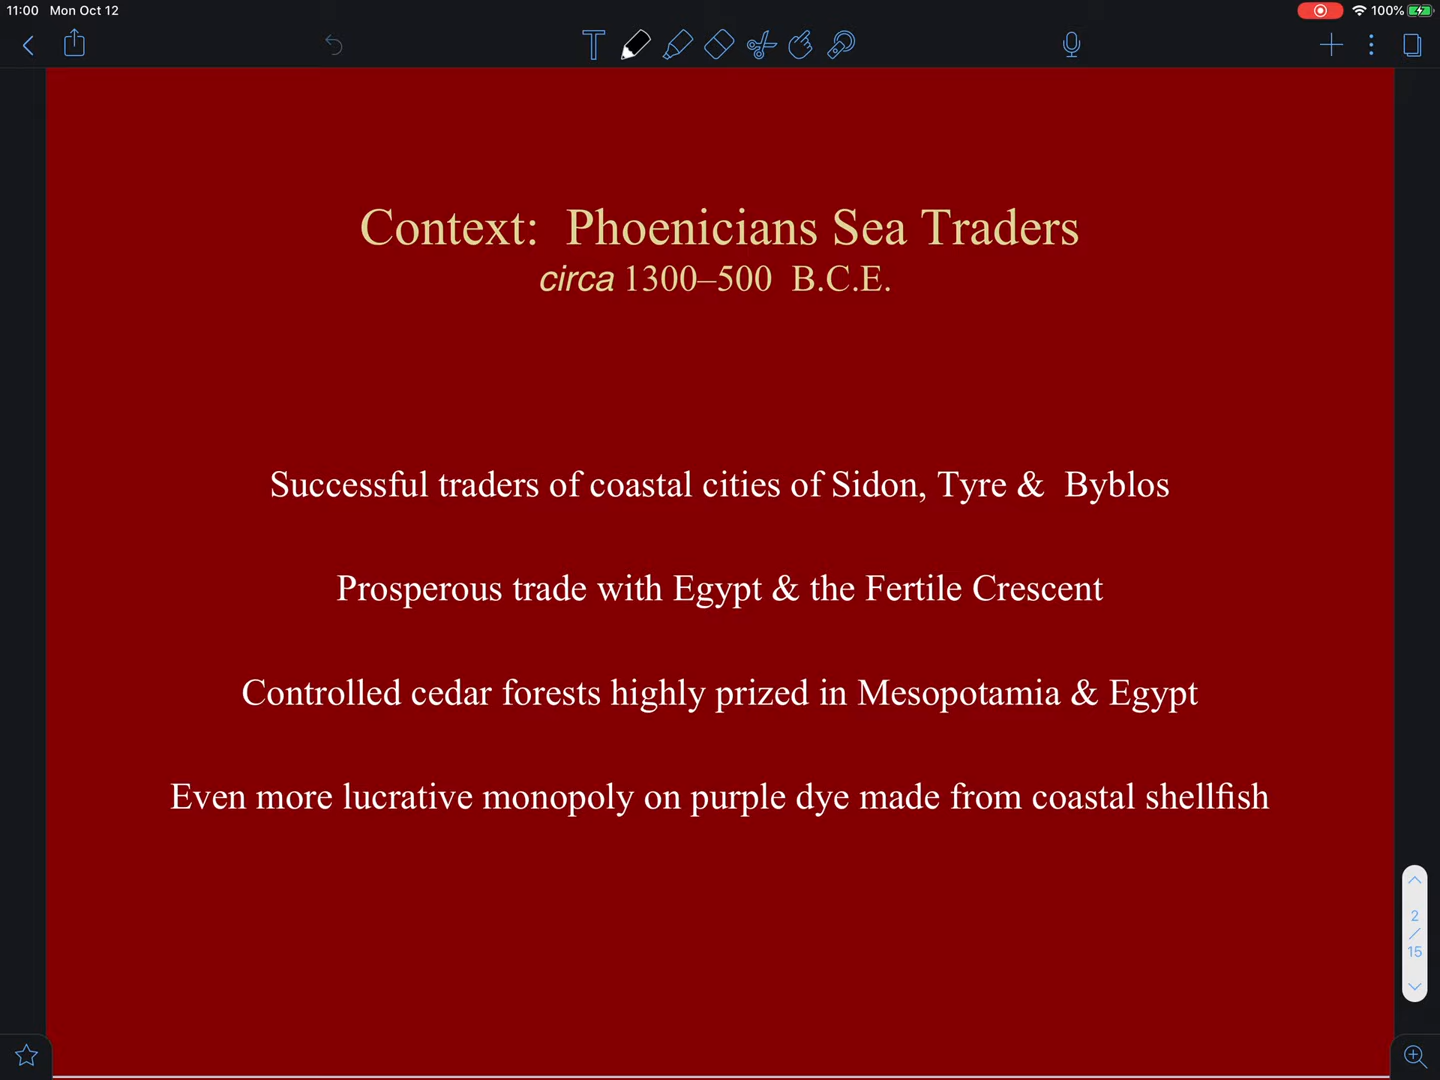 11:00 Mon Oct 12
100%
Context: Phoenicians Sea Traders
circa 1300–500 B.C.E.
Successful traders of coastal cities of Sidon, Tyre & Byblos
Prosperous trade with Egypt & the Fertile Crescent
Controlled cedar forests highly prized in Mesopotamia & Egypt
Even more lucrative monopoly on purple dye made from coastal shellfish
2
/
15